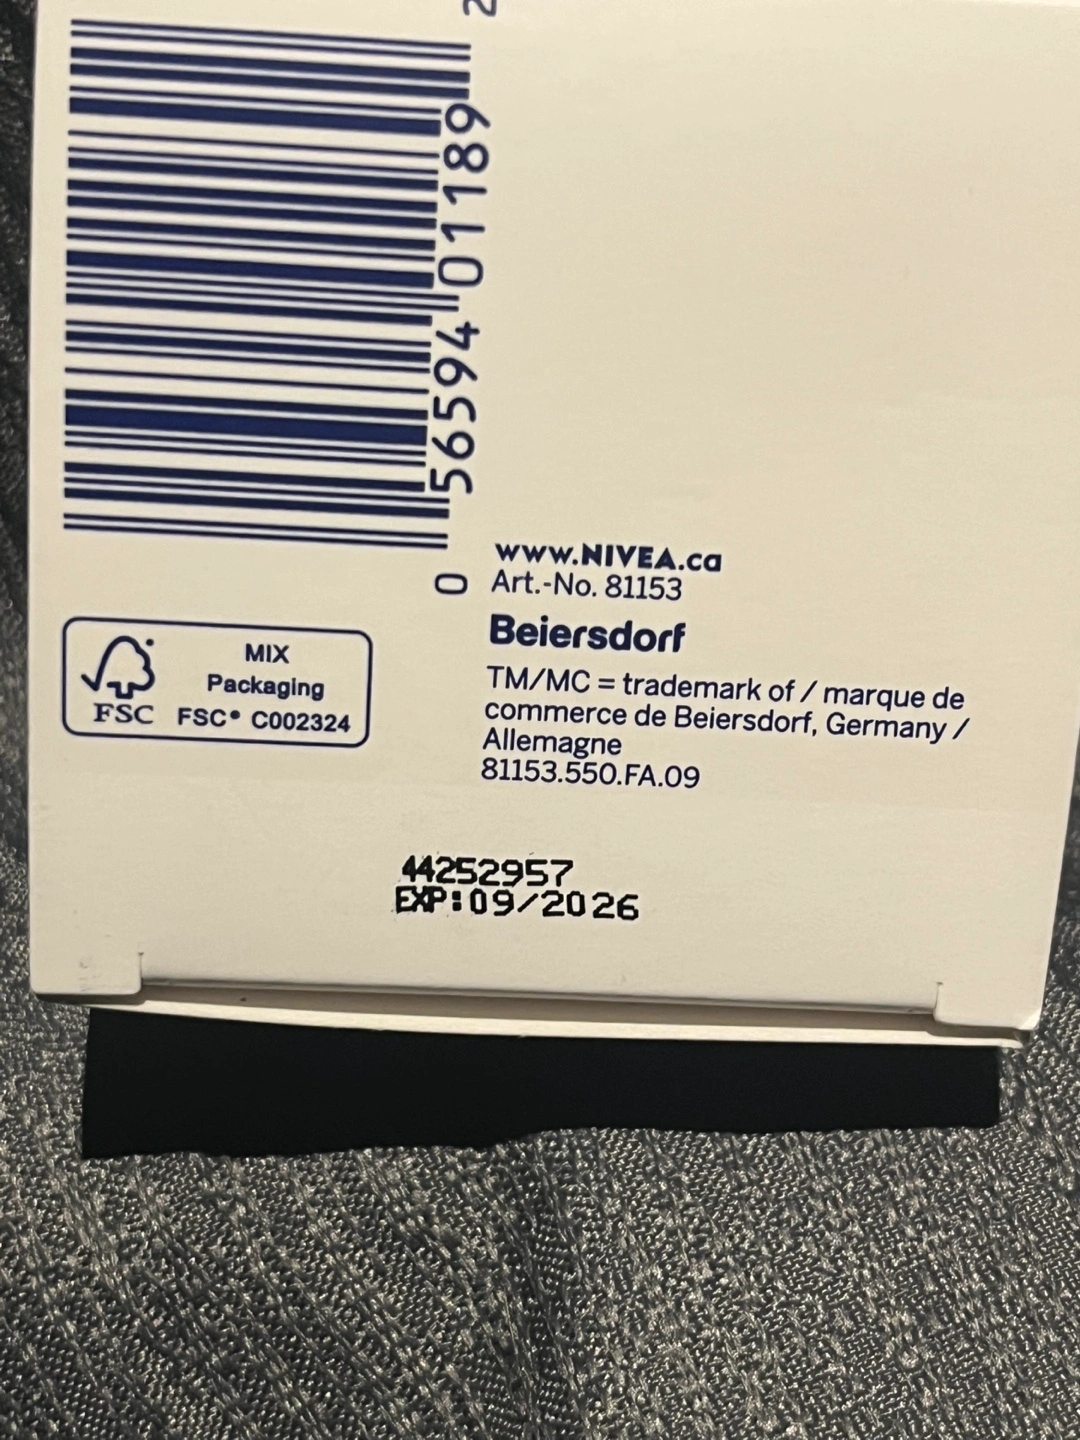 0 56594 01189 2
www.NIVEA.ca
Art.-No. 81153
Beiersdorf
TM/MC = trademark of / marque de
commerce de Beiersdorf, Germany /
Allemagne
81153.550.FA.09
MIX
Packaging
FSC FSC® C002324
44252957
EXP:09/2026